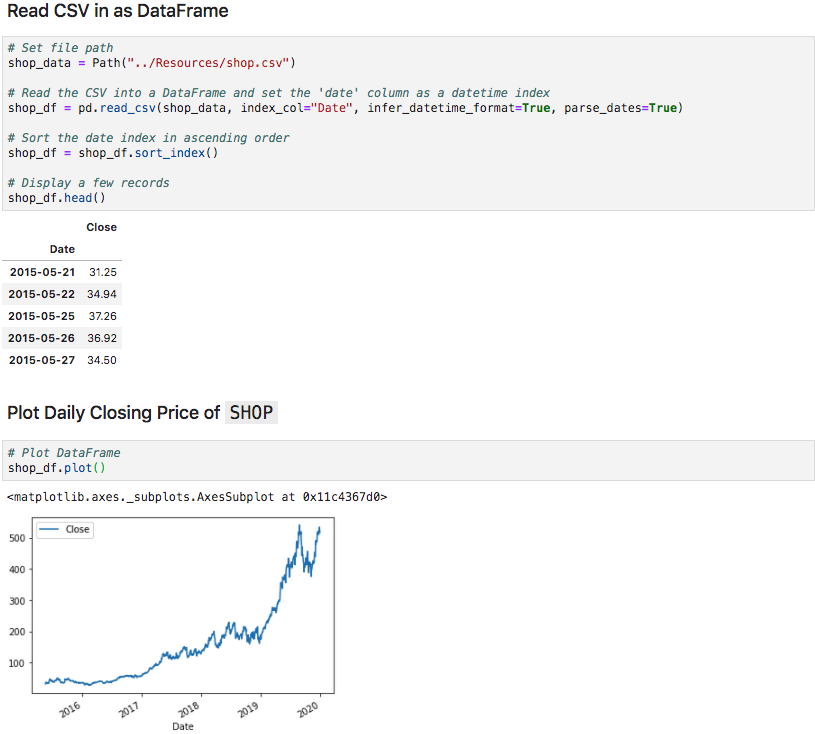 Read CSV in as DataFrame
# Set file path
shop_data = Path("../Resources/shop.csv")
# Read the CSV into a DataFrame and set the 'date' column as a datetime index
shop_df = pd.read_csv(shop_data, index_col="Date", infer_datetime_format=True, parse_dates=True)
# Sort the date index in ascending order
shop_df = shop_df.sort_index()
# Display a few records
shop_df.head()
Close
Date
2015-05-21 31.25
2015-05-22 34.94
2015-05-25 37.26
2015-05-26 36.92
2015-05-27 34.50
Plot Daily Closing Price of SHOP
# Plot DataFrame
shop_df.plot()
<matplotlib.axes._subplots.AxesSubplot at 0x11c4367d0>
Close
500
400
300
200
100
2016 2017 2018 2019 2020
Date